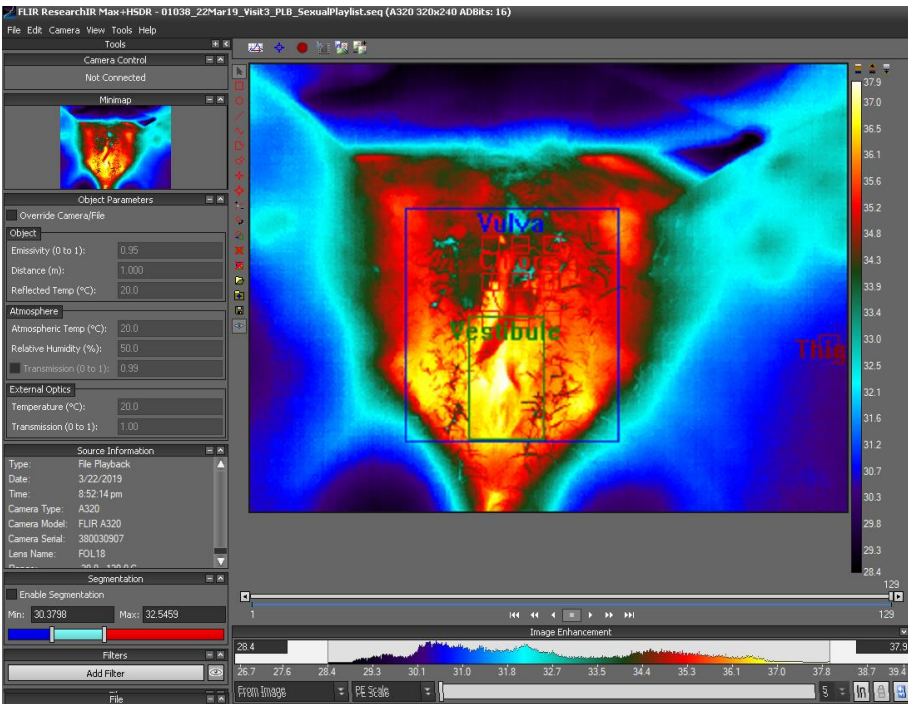 FLIR ResearchIR Max+HSDR - 01038_22Mar19_Visit3_PLB_SexualPlaylist.seq (A320 320x240 ADBits: 16)
File Edit Camera View Tools Help
Tools
Camera Control
Not Connected
Minimap
Object Parameters
Override Camera/File
Object
Emissivity (0 to 1): 0.95
Distance (m): 1.000
Reflected Temp (°C): 20.0
Atmosphere
Atmospheric Temp (°C): 20.0
Relative Humidity (%): 50.0
Transmission (0 to 1): 0.99
External Optics
Temperature (°C): 20.0
Transmission (0 to 1): 1.00
Source Information
Type: File Playback
Date: 3/22/2019
Time: 8:52:14 pm
Camera Type: A320
Camera Model: FLIR A320
Camera Serial: 380030907
Lens Name: FOL18
Segmentation
Enable Segmentation
Min: 30.3798 Max: 32.5459
Filters
Add Filter
File
Vulva
Vestibule
Thig
37.9
37.0
36.5
36.1
35.6
35.2
34.8
34.3
33.9
33.4
33.0
32.5
32.1
31.6
31.2
30.7
30.3
29.8
29.3
28.4
129
1
129
Image Enhancement
28.4 37.9
26.7 27.6 28.4 29.3 30.1 31.0 31.8 32.7 33.5 34.4 35.3 36.1 37.0 37.8 38.7 39.4
From Image PE Scale 5 ln